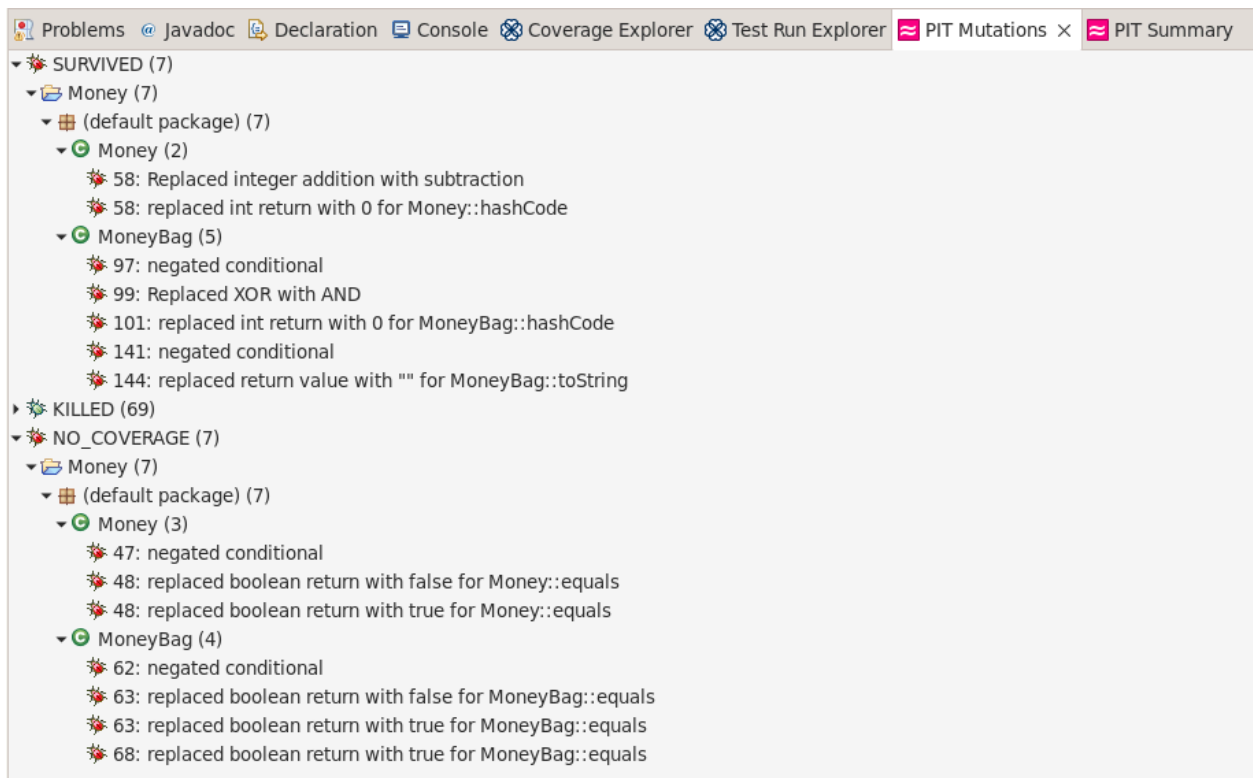 Problems @ Javadoc Declaration Console Coverage Explorer Test Run Explorer PIT Mutations × PIT Summary
SURVIVED (7)
Money (7)
(default package) (7)
Money (2)
58: Replaced integer addition with subtraction
58: replaced int return with 0 for Money::hashCode
MoneyBag (5)
97: negated conditional
99: Replaced XOR with AND
101: replaced int return with 0 for MoneyBag::hashCode
141: negated conditional
144: replaced return value with "" for MoneyBag::toString
KILLED (69)
NO_COVERAGE (7)
Money (7)
(default package) (7)
Money (3)
47: negated conditional
48: replaced boolean return with false for Money::equals
48: replaced boolean return with true for Money::equals
MoneyBag (4)
62: negated conditional
63: replaced boolean return with false for MoneyBag::equals
63: replaced boolean return with true for MoneyBag::equals
68: replaced boolean return with true for MoneyBag::equals